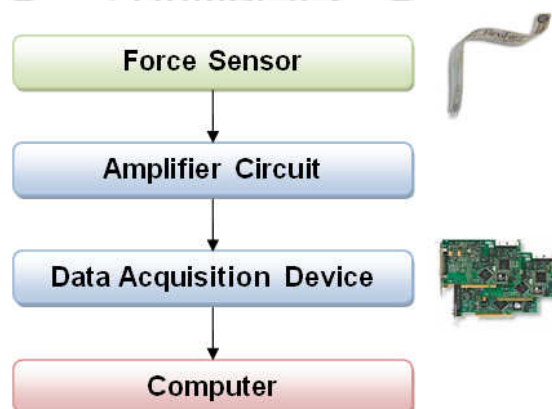 Force Sensor
Amplifier Circuit
Data Acquisition Device
Computer